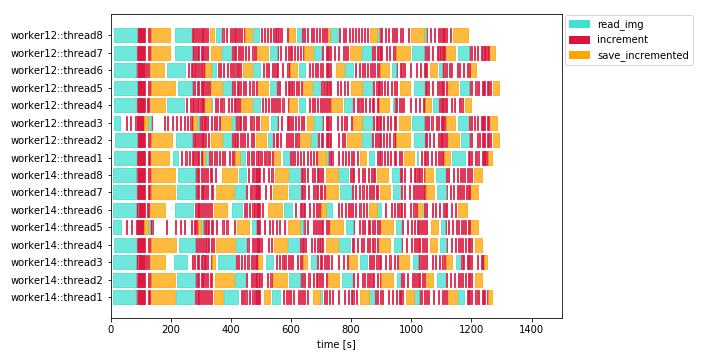 worker12::thread8
worker12::thread7
worker12::thread6
worker12::thread5
worker12::thread4
worker12::thread3
worker12::thread2
worker12::thread1
worker14::thread8
worker14::thread7
worker14::thread6
worker14::thread5
worker14::thread4
worker14::thread3
worker14::thread2
worker14::thread1
0 200 400 600 800 1000 1200 1400
time [s]
read_img
increment
save_incremented